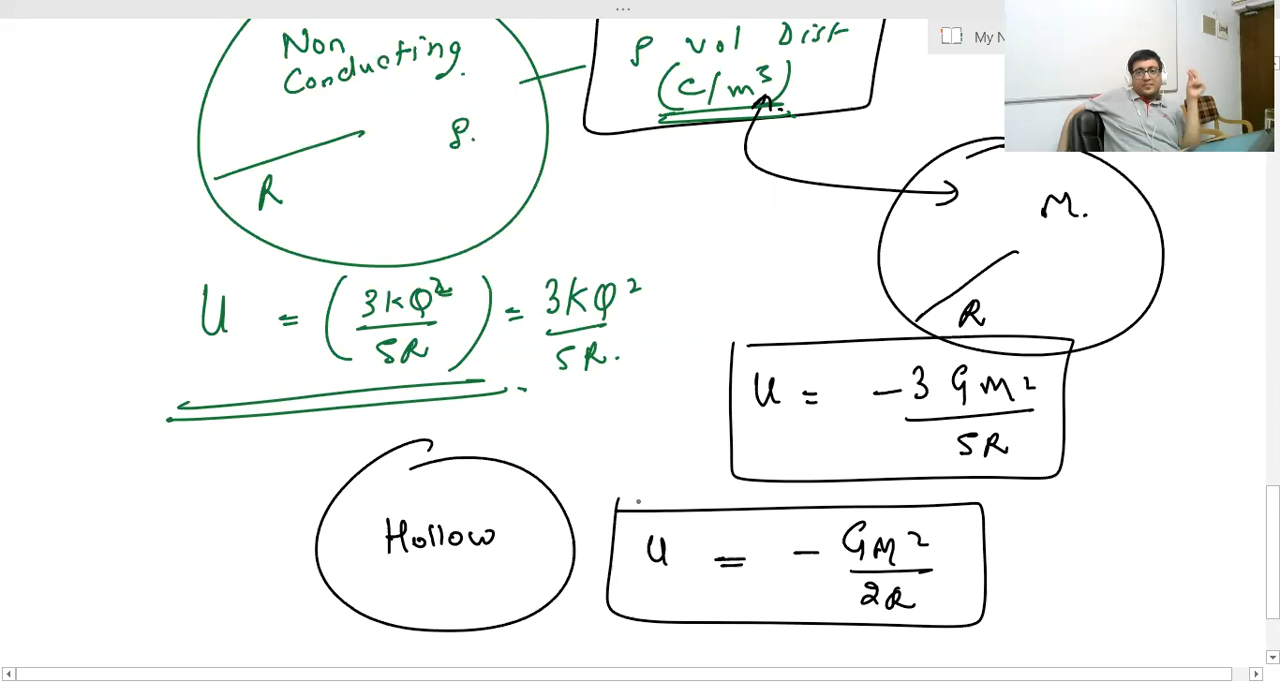 Non
Conducting.
ρ vol Dist
(C/m³)
My N
ρ.
R
M.
R
U = (3KQ²/5R) = 3KQ²/5R.
U = -3GM²/5R
Hollow
U = - GM²/2R